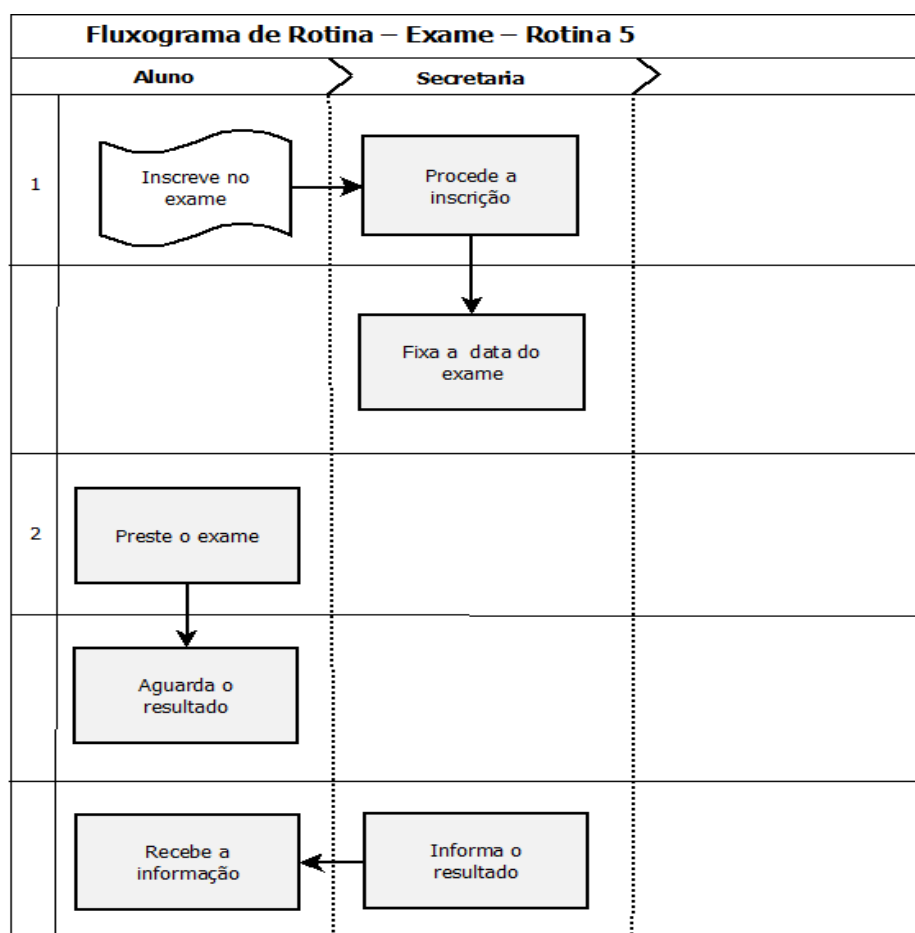 Fluxograma de Rotina – Exame – Rotina 5
Aluno
Secretaria
1
Inscreve no
exame
Procede a
inscrição
Fixa a data do
exame
2
Preste o exame
Aguarda o
resultado
Recebe a
informação
Informa o
resultado